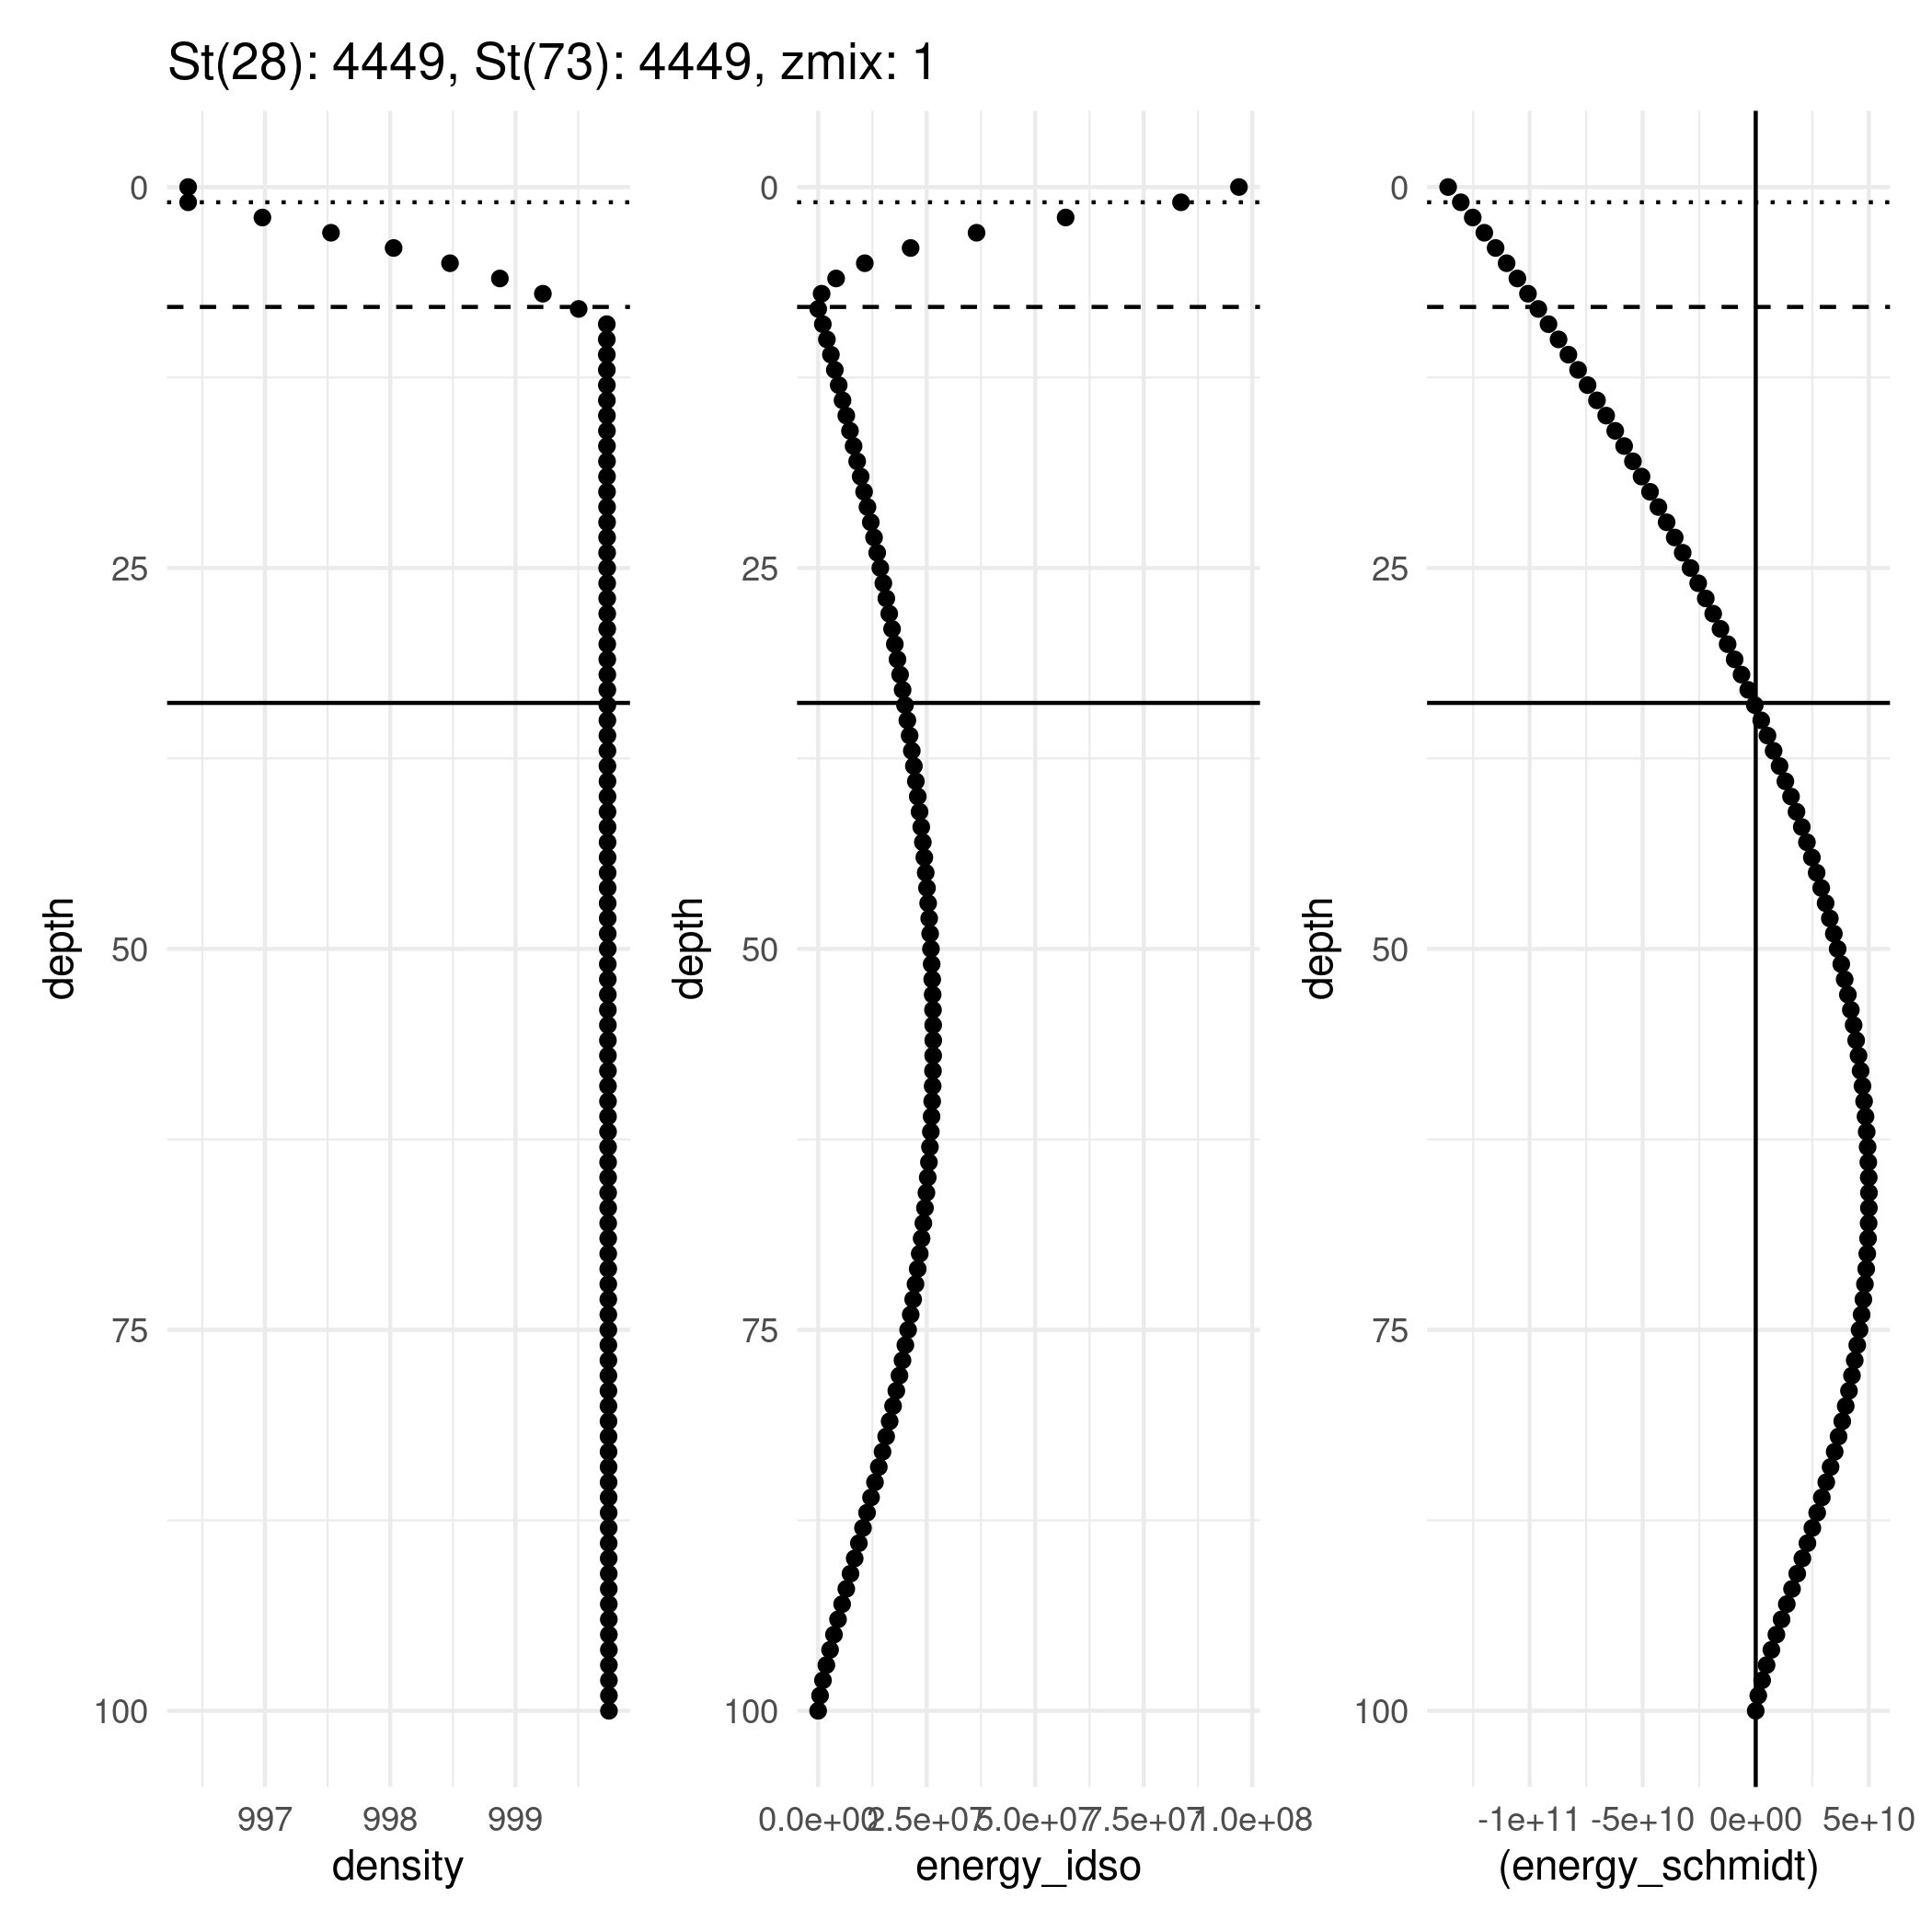 St(28): 4449, St(73): 4449, zmix: 1
depth
0
25
50
75
100
997 998 999
density
depth
0
25
50
75
100
0.0e+00 2.5e+07 5.0e+07 7.5e+07 1.0e+08
energy_idso
depth
0
25
50
75
100
-1e+11 -5e+10 0e+00 5e+10
(energy_schmidt)